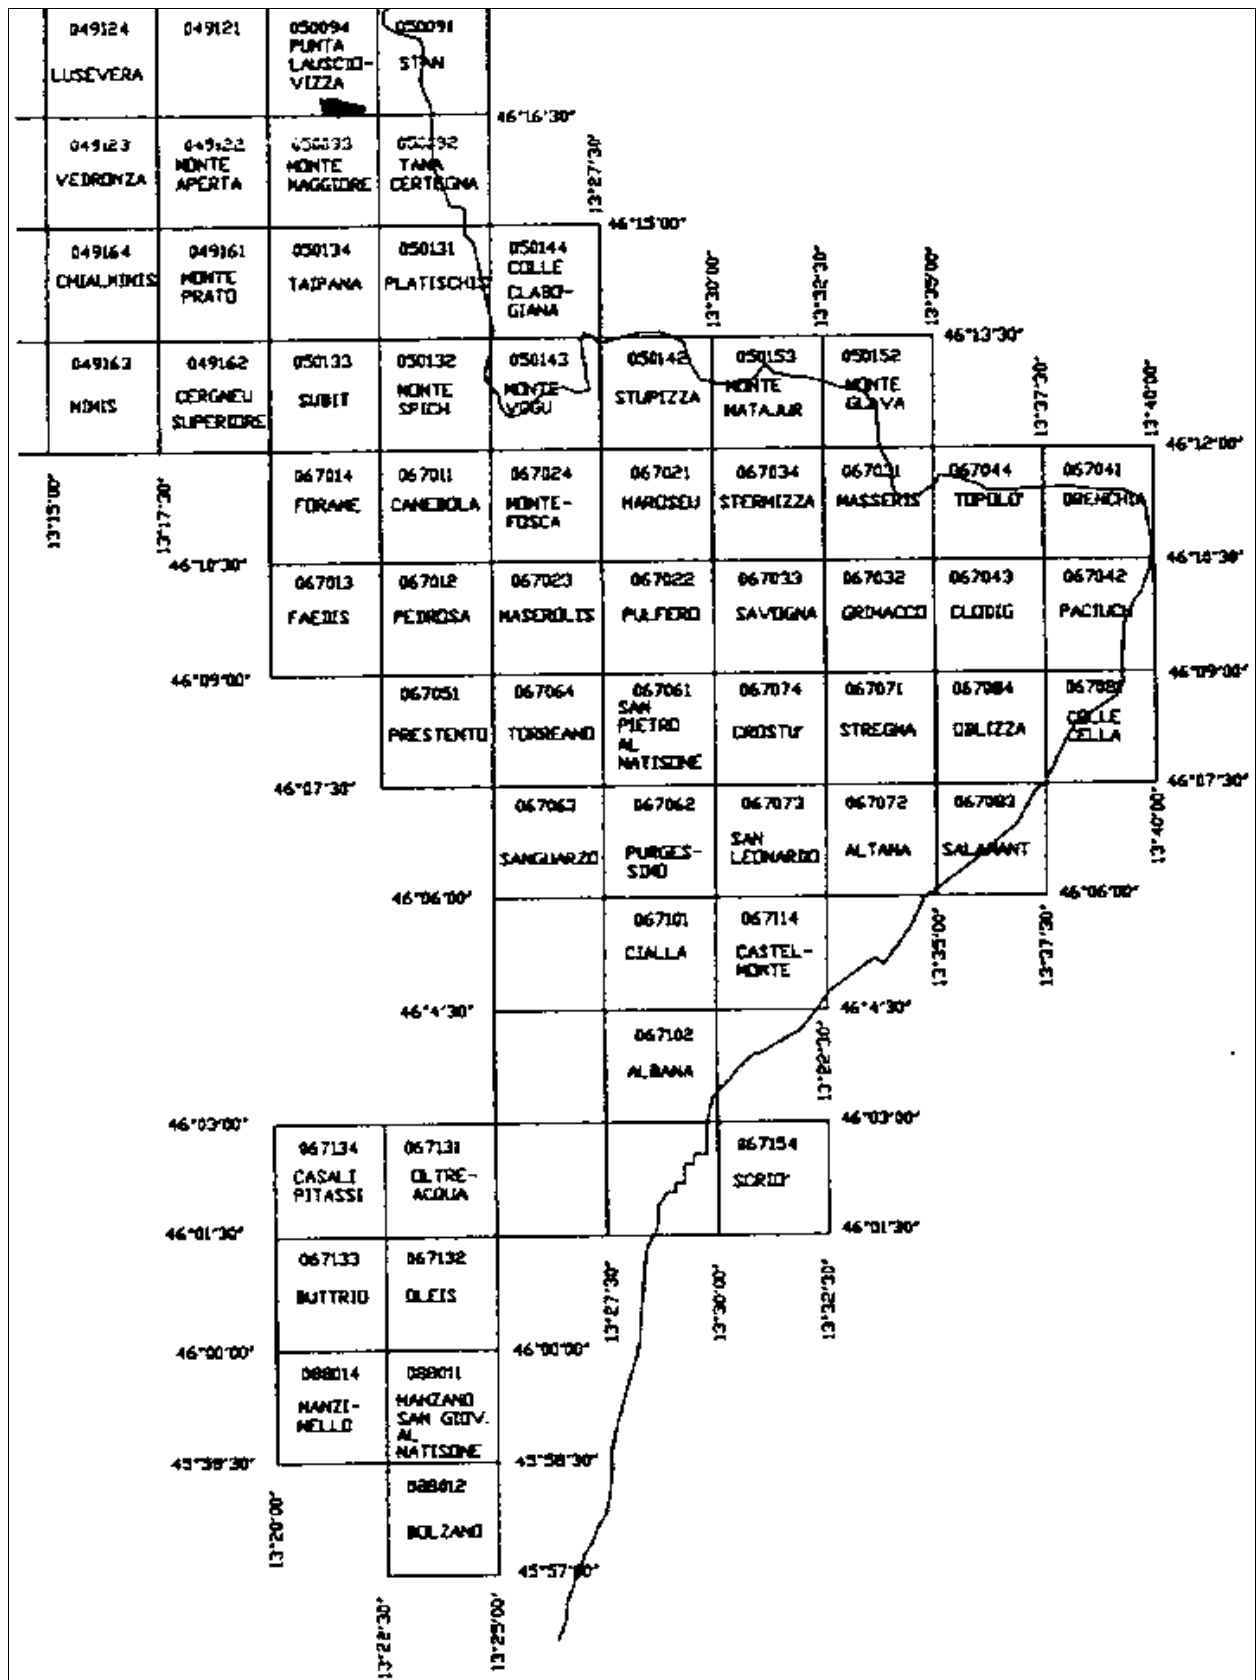 049124
049121
050094
PUNTA
LAUSCIO-
VIZZA
050091
STAN
LUSEVERA
46°16'30"
049123
VEDRONZA
049122
MONTE
APERTA
050093
MONTE
MAGGIORE
050092
TANA
CERTEGNA
13°27'30"
46°15'00"
049164
CHIALMINIS
049161
MONTE
PRATO
050134
TAIPANA
050131
PLATISCHIS
050144
COLLE
CLABO-
GIANA
13°30'00"
13°32'30"
13°35'00"
46°13'30"
049163
NIMIS
049162
CERGNEU
SUPERIORE
050133
SUBIT
050132
MONTE
SPICH
050143
MONTE
VOGU
050142
STUPIZZA
050153
MONTE
MATAJUR
050152
MONTE
GLAVA
13°37'30"
13°40'00"
46°12'00"
13°15'00"
13°17'30"
067014
FORAME
067011
CANEBOLA
067024
MONTE-
FOSCA
067021
MAROSEU
067034
STERMIZZA
067031
MASSERIS
067044
TOPOLO'
067041
DRENCHIA
46°10'30"
46°10'30"
067013
FAEDIS
067012
PEDROSA
067023
MASEROLIS
067022
PULFERO
067033
SAVOGNA
067032
GRIMACCO
067043
CLODIG
067042
PACIUCH
46°09'00"
46°09'00"
067051
PRESTENTO
067064
TORREANO
067061
SAN
PIETRO
AL
NATISONE
067074
CROSTU'
067071
STREGNA
067084
OBLIZZA
067081
COLLE
CELLA
46°07'30"
46°07'30"
067063
SANGUARZO
067062
PURGES-
SIMO
067073
SAN
LEONARDO
067072
ALTANA
067083
SALAMANT
13°40'00"
46°06'00"
46°06'00"
067101
CIALLA
067114
CASTEL-
MONTE
13°35'00"
13°37'30"
46°4'30"
46°4'30"
067102
ALBANA
13°22'30"
46°03'00"
46°03'00"
067134
CASALI
PITASSI
067131
OLTRE-
ACQUA
067154
SCRIO'
46°01'30"
46°01'30"
067133
BUTTRIO
067132
OLEIS
13°27'30"
13°30'00"
13°32'30"
46°00'00"
46°00'00"
088014
MANZI-
NELLO
088011
MANZANO
SAN GIOV.
AL
NATISONE
45°58'30"
45°58'30"
088012
BOLZANO
13°20'00"
45°57'00"
13°22'30"
13°25'00"